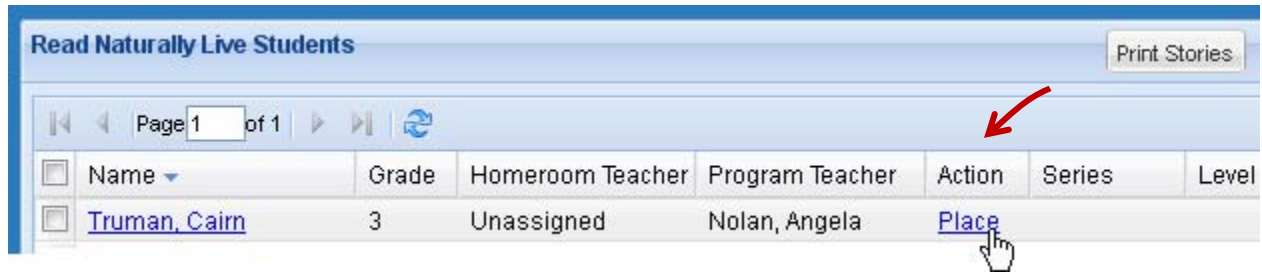 Read Naturally Live Students
Print Stories
Page 1 of 1
Name Grade Homeroom Teacher Program Teacher Action Series Level
Truman, Cairn 3 Unassigned Nolan, Angela Place